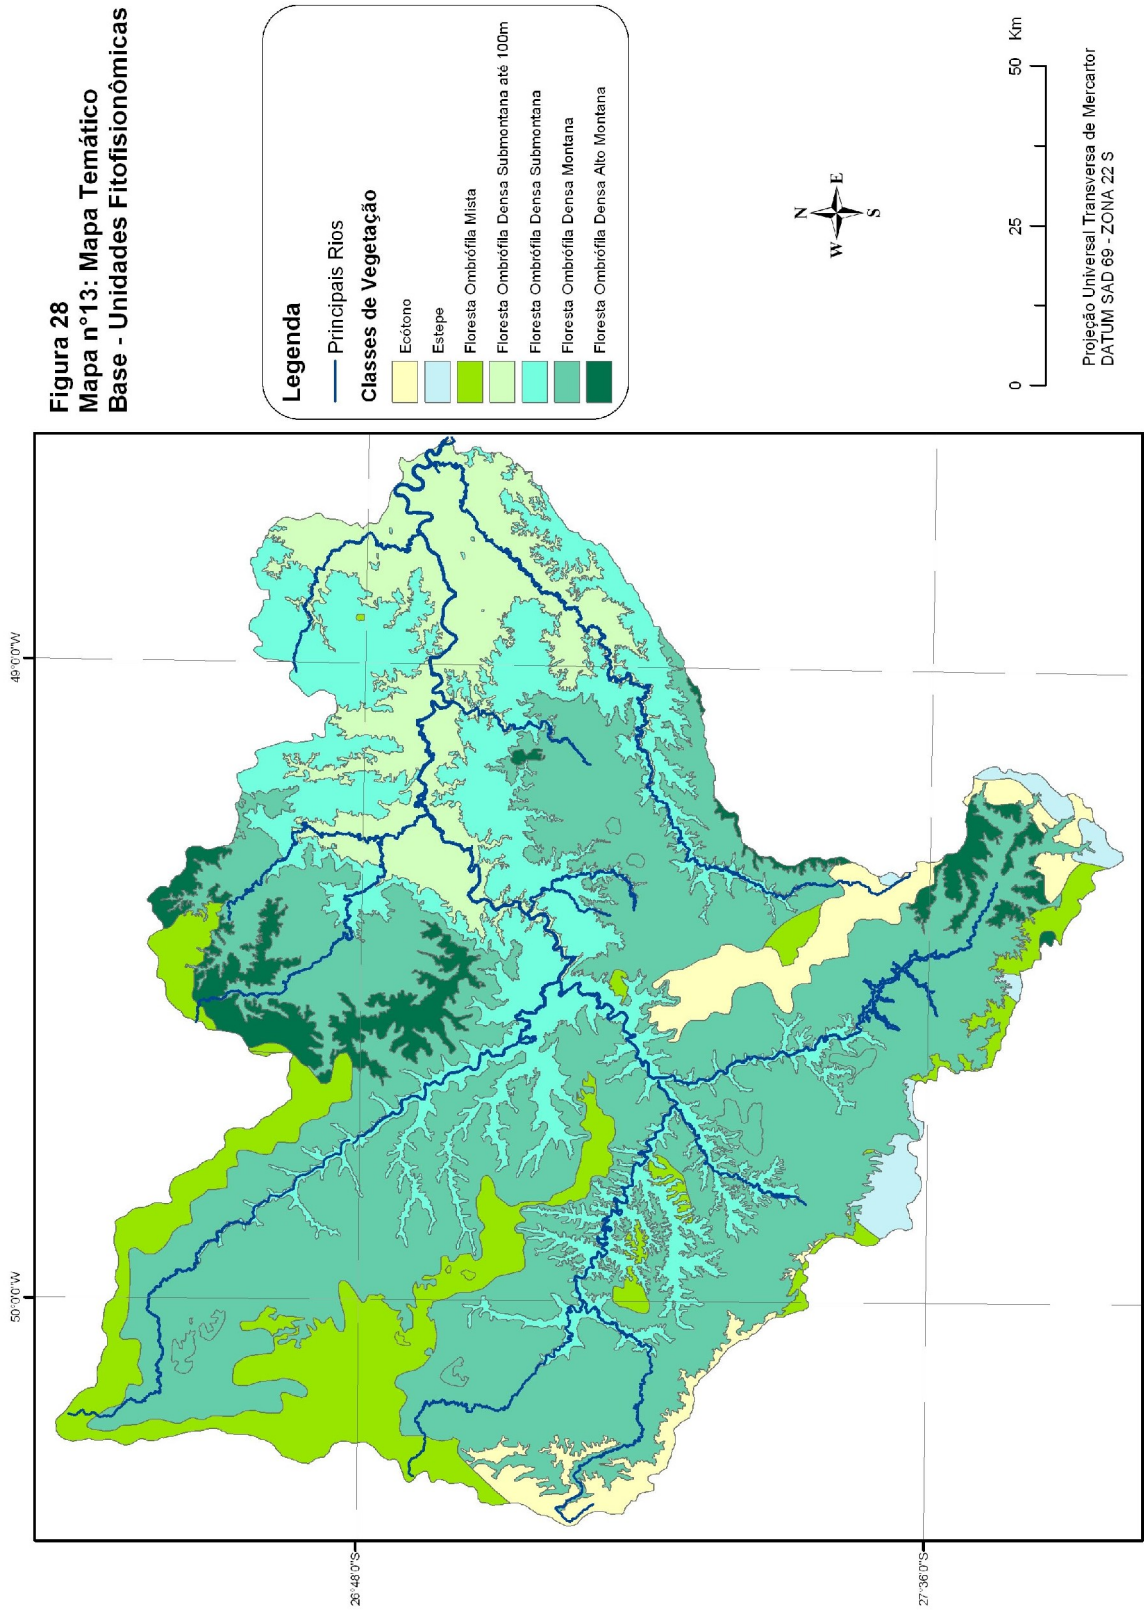 Figura 28
Mapa n°13: Mapa Temático
Base - Unidades Fitofisionômicas
Legenda
Principais Rios
Classes de Vegetação
Ecótono
Estepe
Floresta Ombrófila Mista
Floresta Ombrófila Densa Submontana até 100m
Floresta Ombrófila Densa Submontana
Floresta Ombrófila Densa Montana
Floresta Ombrófila Densa Alto Montana
N
W E
S
0 25 50 Km
Projeção Universal Transversa de Mercartor
DATUM SAD 69 - ZONA 22 S
50°0'0"W
49°0'0"W
26°48'0"S
27°36'0"S